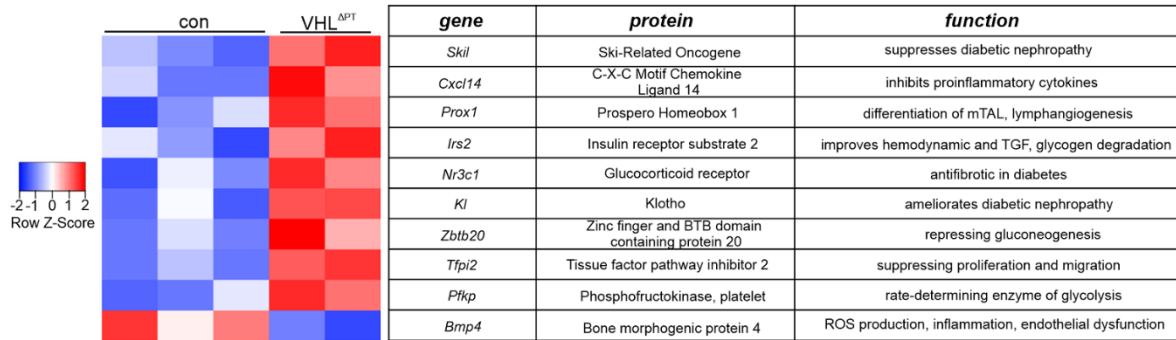 con VHL^ΔPT gene protein function
Skil Ski-Related Oncogene suppresses diabetic nephropathy
Cxcl14 C-X-C Motif Chemokine Ligand 14 inhibits proinflammatory cytokines
Prox1 Prospero Homeobox 1 differentiation of mTAL, lymphangiogenesis
Irs2 Insulin receptor substrate 2 improves hemodynamic and TGF, glycogen degradation
Nr3c1 Glucocorticoid receptor antifibrotic in diabetes
Kl Klotho ameliorates diabetic nephropathy
Zbtb20 Zinc finger and BTB domain containing protein 20 repressing gluconeogenesis
Tfpi2 Tissue factor pathway inhibitor 2 suppressing proliferation and migration
Pfkp Phosphofructokinase, platelet rate-determining enzyme of glycolysis
Bmp4 Bone morphogenic protein 4 ROS production, inflammation, endothelial dysfunction
-2 -1 0 1 2
Row Z-Score